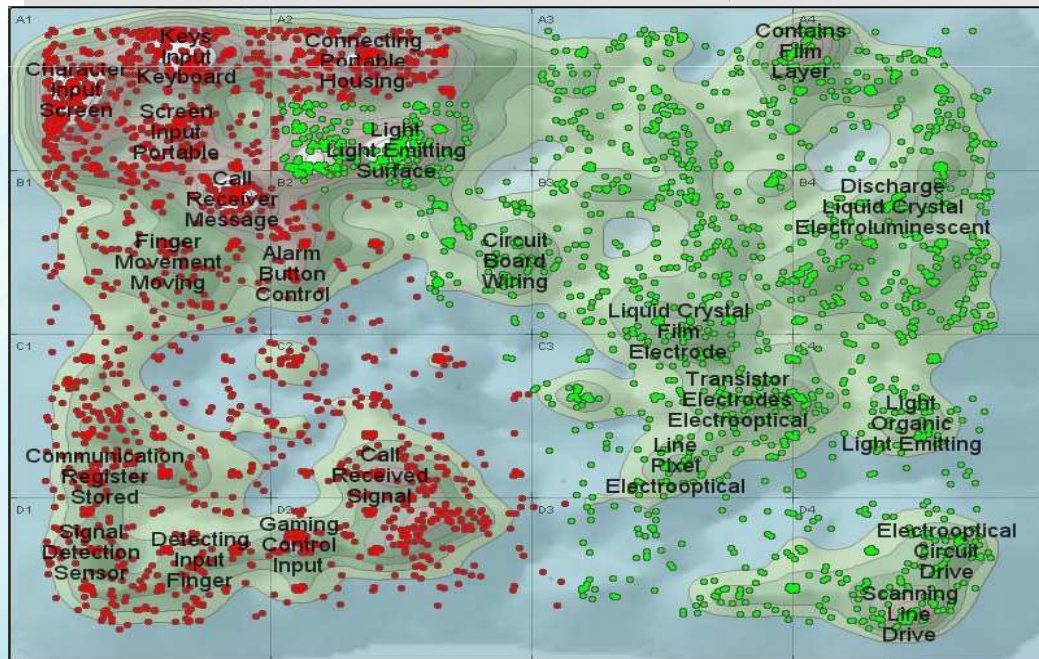 A1
A2
A3
A4
Keys
Input
Keyboard
Connecting
Portable
Housing
Contains
Film
Layer
Character
Input
Screen
Screen
Input
Portable
Light
Light Emitting
Surface
B1
B2
B3
B4
Call
Receiver
Message
Discharge
Liquid Crystal
Electroluminescent
Finger
Movement
Moving
Alarm
Button
Control
Circuit
Board
Wiring
Liquid Crystal
Film
Electrode
C1
C2
C3
C4
Transistor
Electrodes
Electrooptical
Light
Organic
Light Emitting
Communication
Register
Stored
Call
Received
Signal
Line
Pixel
Electrooptical
D1
D2
D3
D4
Signal
Detection
Sensor
Detecting
Input
Finger
Gaming
Control
Input
Electrooptical
Circuit
Drive
Scanning
Line
Drive